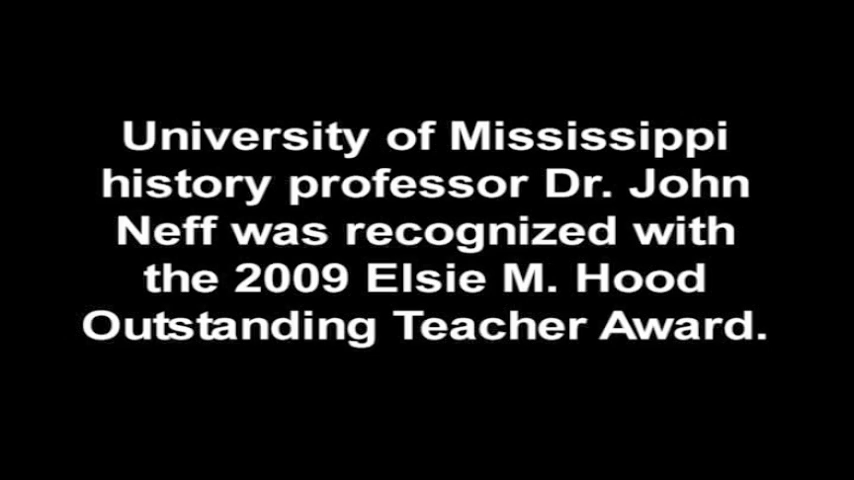 University of Mississippi
history professor Dr. John
Neff was recognized with
the 2009 Elsie M. Hood
Outstanding Teacher Award.